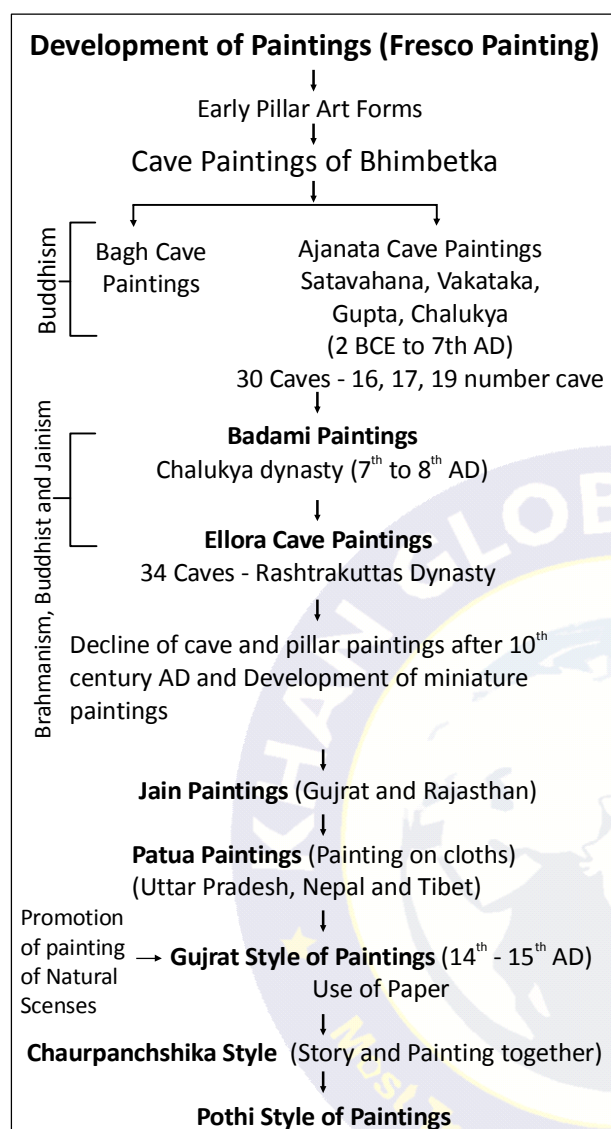 Development of Paintings (Fresco Painting)
Early Pillar Art Forms
Cave Paintings of Bhimbetka
Buddhism
Bagh Cave
Paintings
Ajanata Cave Paintings
Satavahana, Vakataka,
Gupta, Chalukya
(2 BCE to 7th AD)
30 Caves - 16, 17, 19 number cave
Brahmanism, Buddhist and Jainism
Badami Paintings
Chalukya dynasty (7th to 8th AD)
Ellora Cave Paintings
34 Caves - Rashtrakuttas Dynasty
Decline of cave and pillar paintings after 10th
century AD and Development of miniature
paintings
Jain Paintings (Gujrat and Rajasthan)
Patua Paintings (Painting on cloths)
(Uttar Pradesh, Nepal and Tibet)
Promotion
of painting
of Natural
Scenses
Gujrat Style of Paintings (14th - 15th AD)
Use of Paper
Chaurpanchshika Style (Story and Painting together)
Pothi Style of Paintings
KHAN GLOB
Most